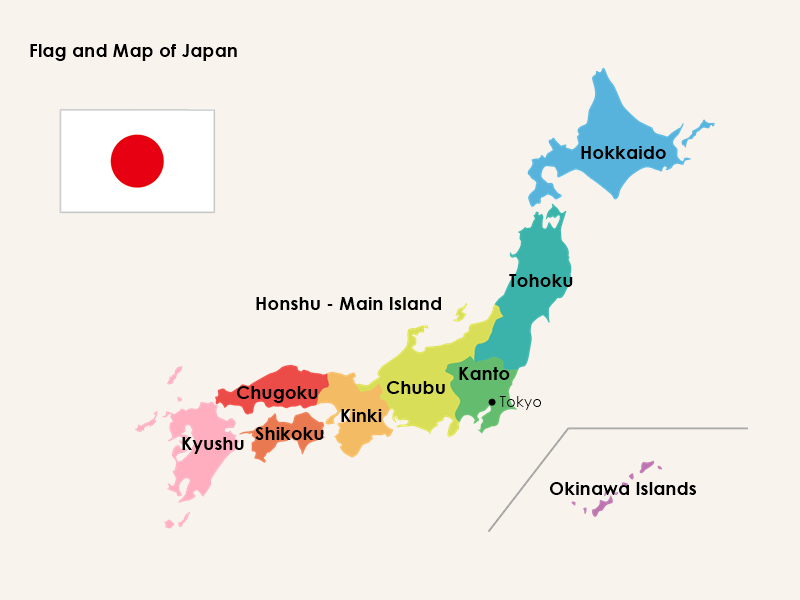 Flag and Map of Japan
Hokkaido
Tohoku
Honshu - Main Island
Kanto
Chubu
Chugoku
Tokyo
Kinki
Shikoku
Kyushu
Okinawa Islands